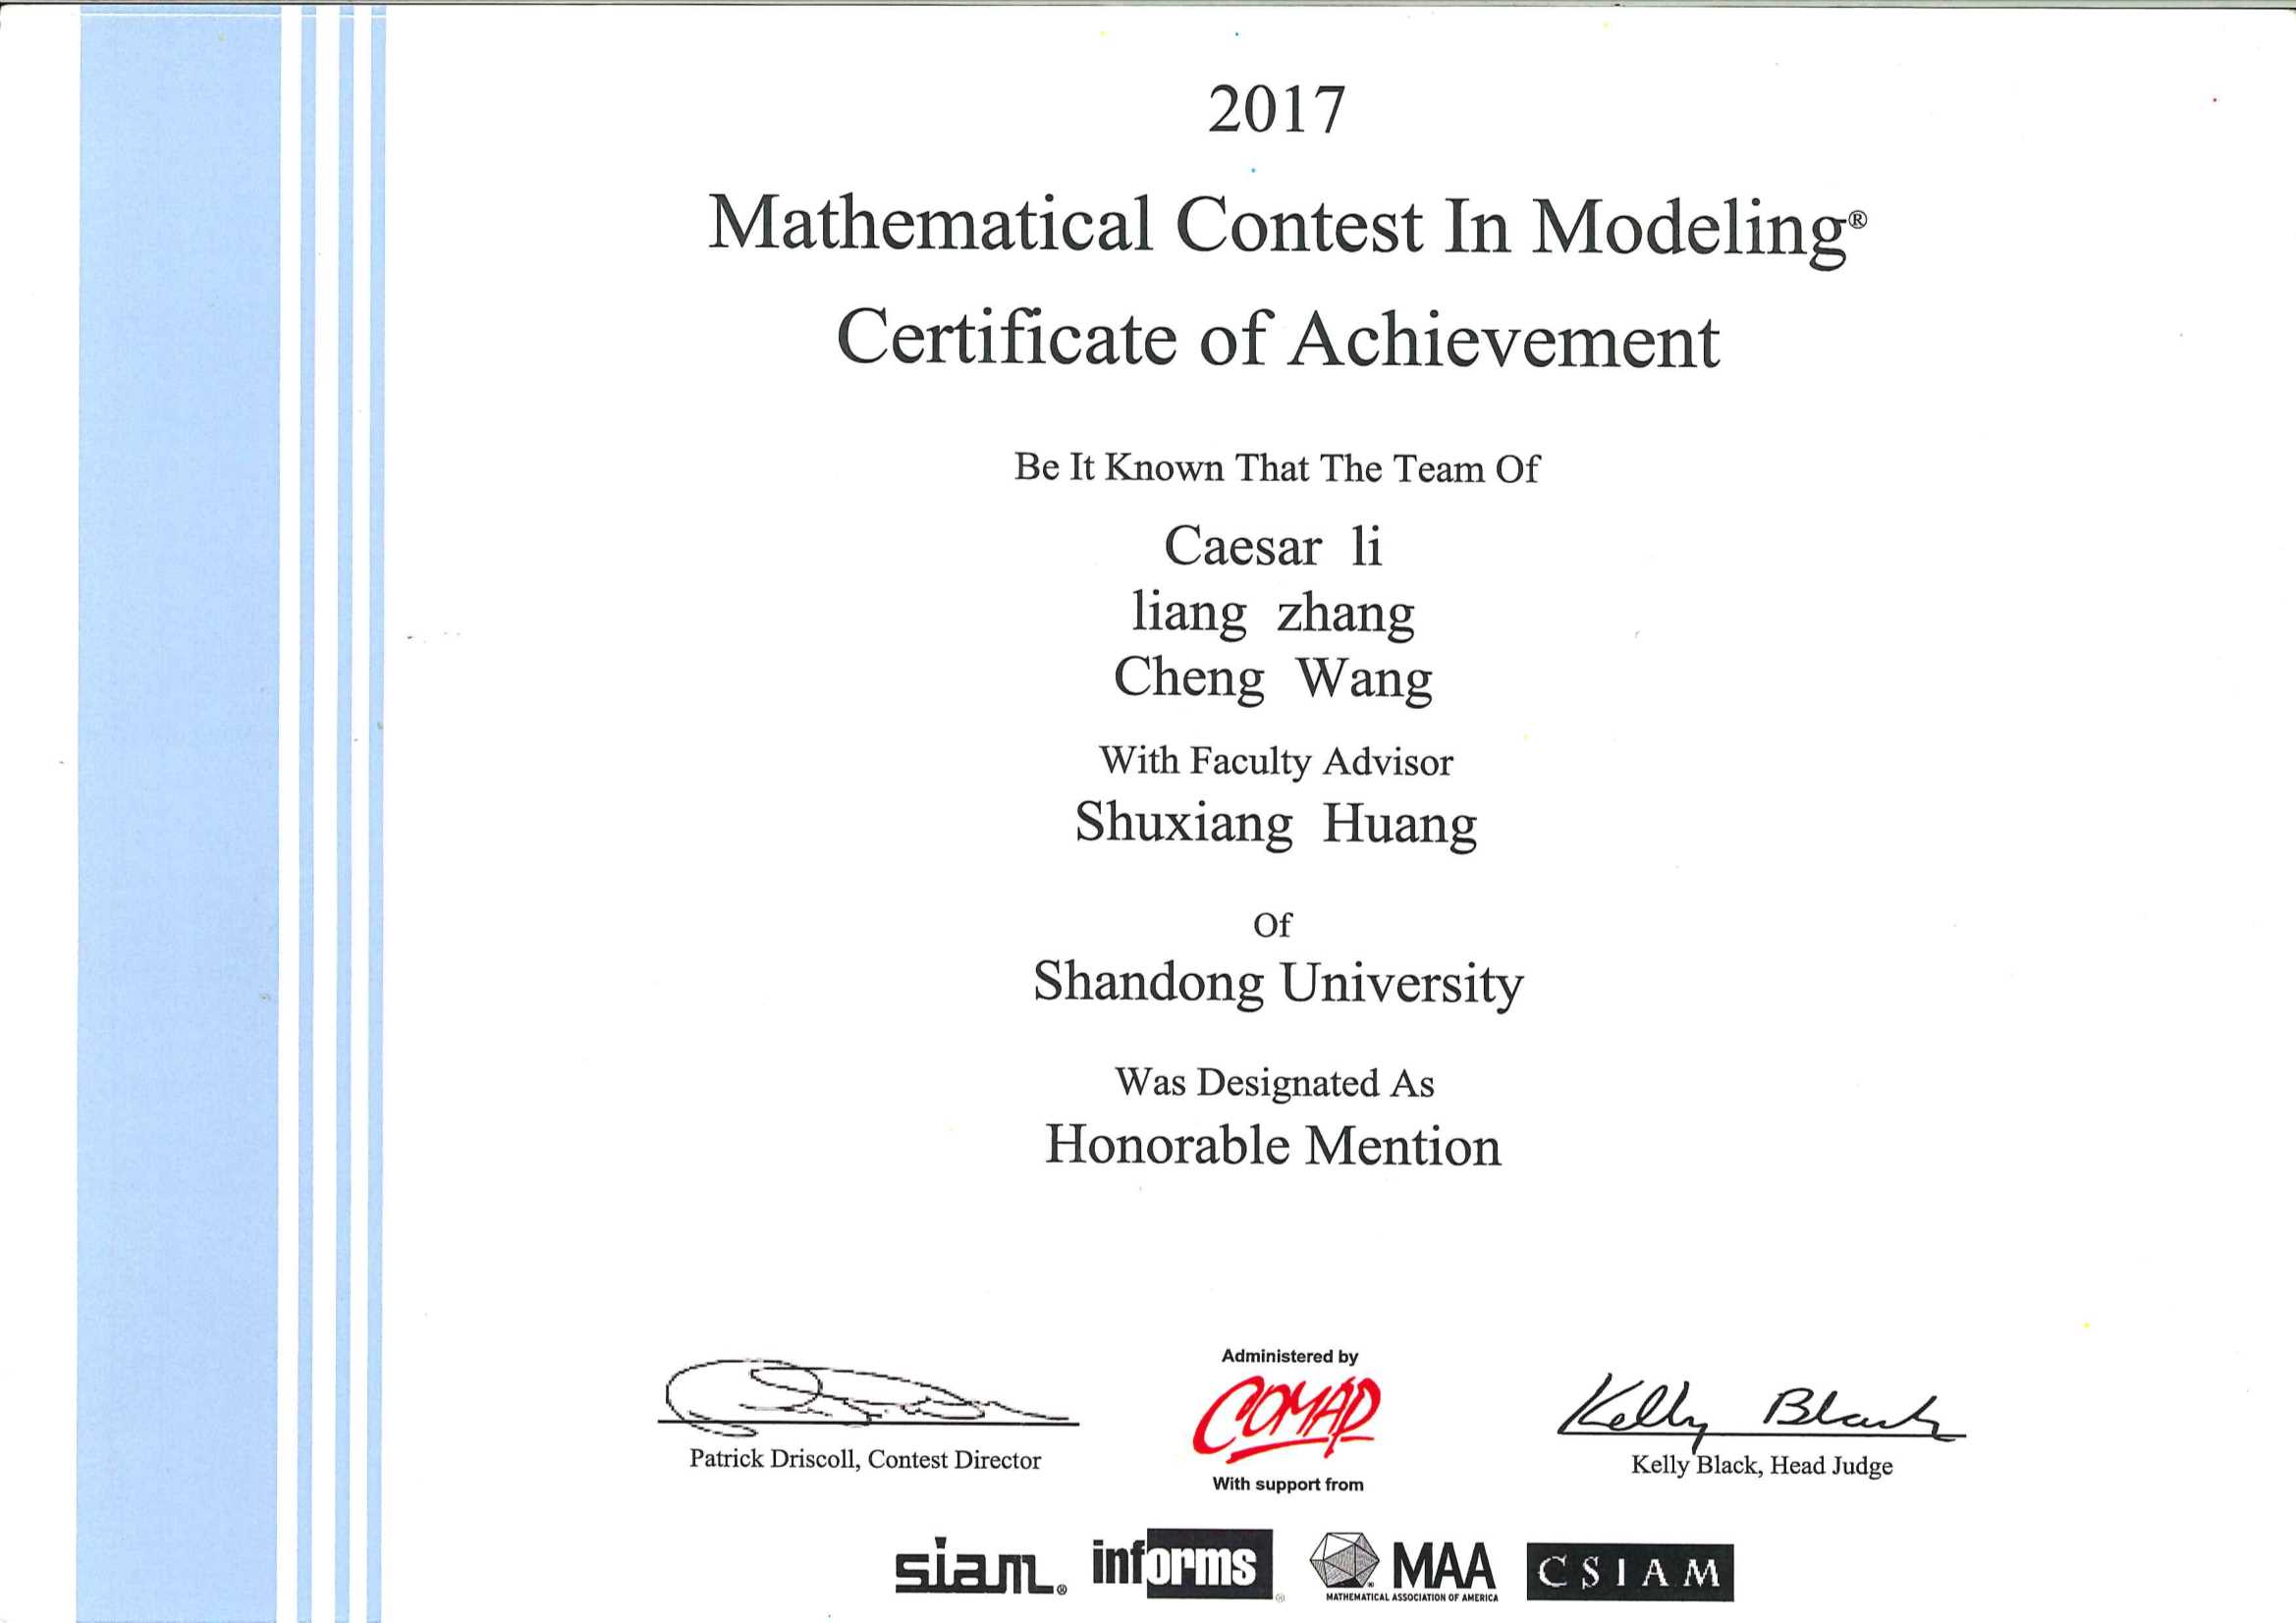 2017
Mathematical Contest In Modeling®
Certificate of Achievement
Be It Known That The Team Of
Caesar li
liang zhang
Cheng Wang
With Faculty Advisor
Shuxiang Huang
Of
Shandong University
Was Designated As
Honorable Mention
Patrick Driscoll, Contest Director
Administered by
COMAP
With support from
Kelly Black
Kelly Black, Head Judge
siam®
informs®
MAA
MATHEMATICAL ASSOCIATION OF AMERICA
CSIAM